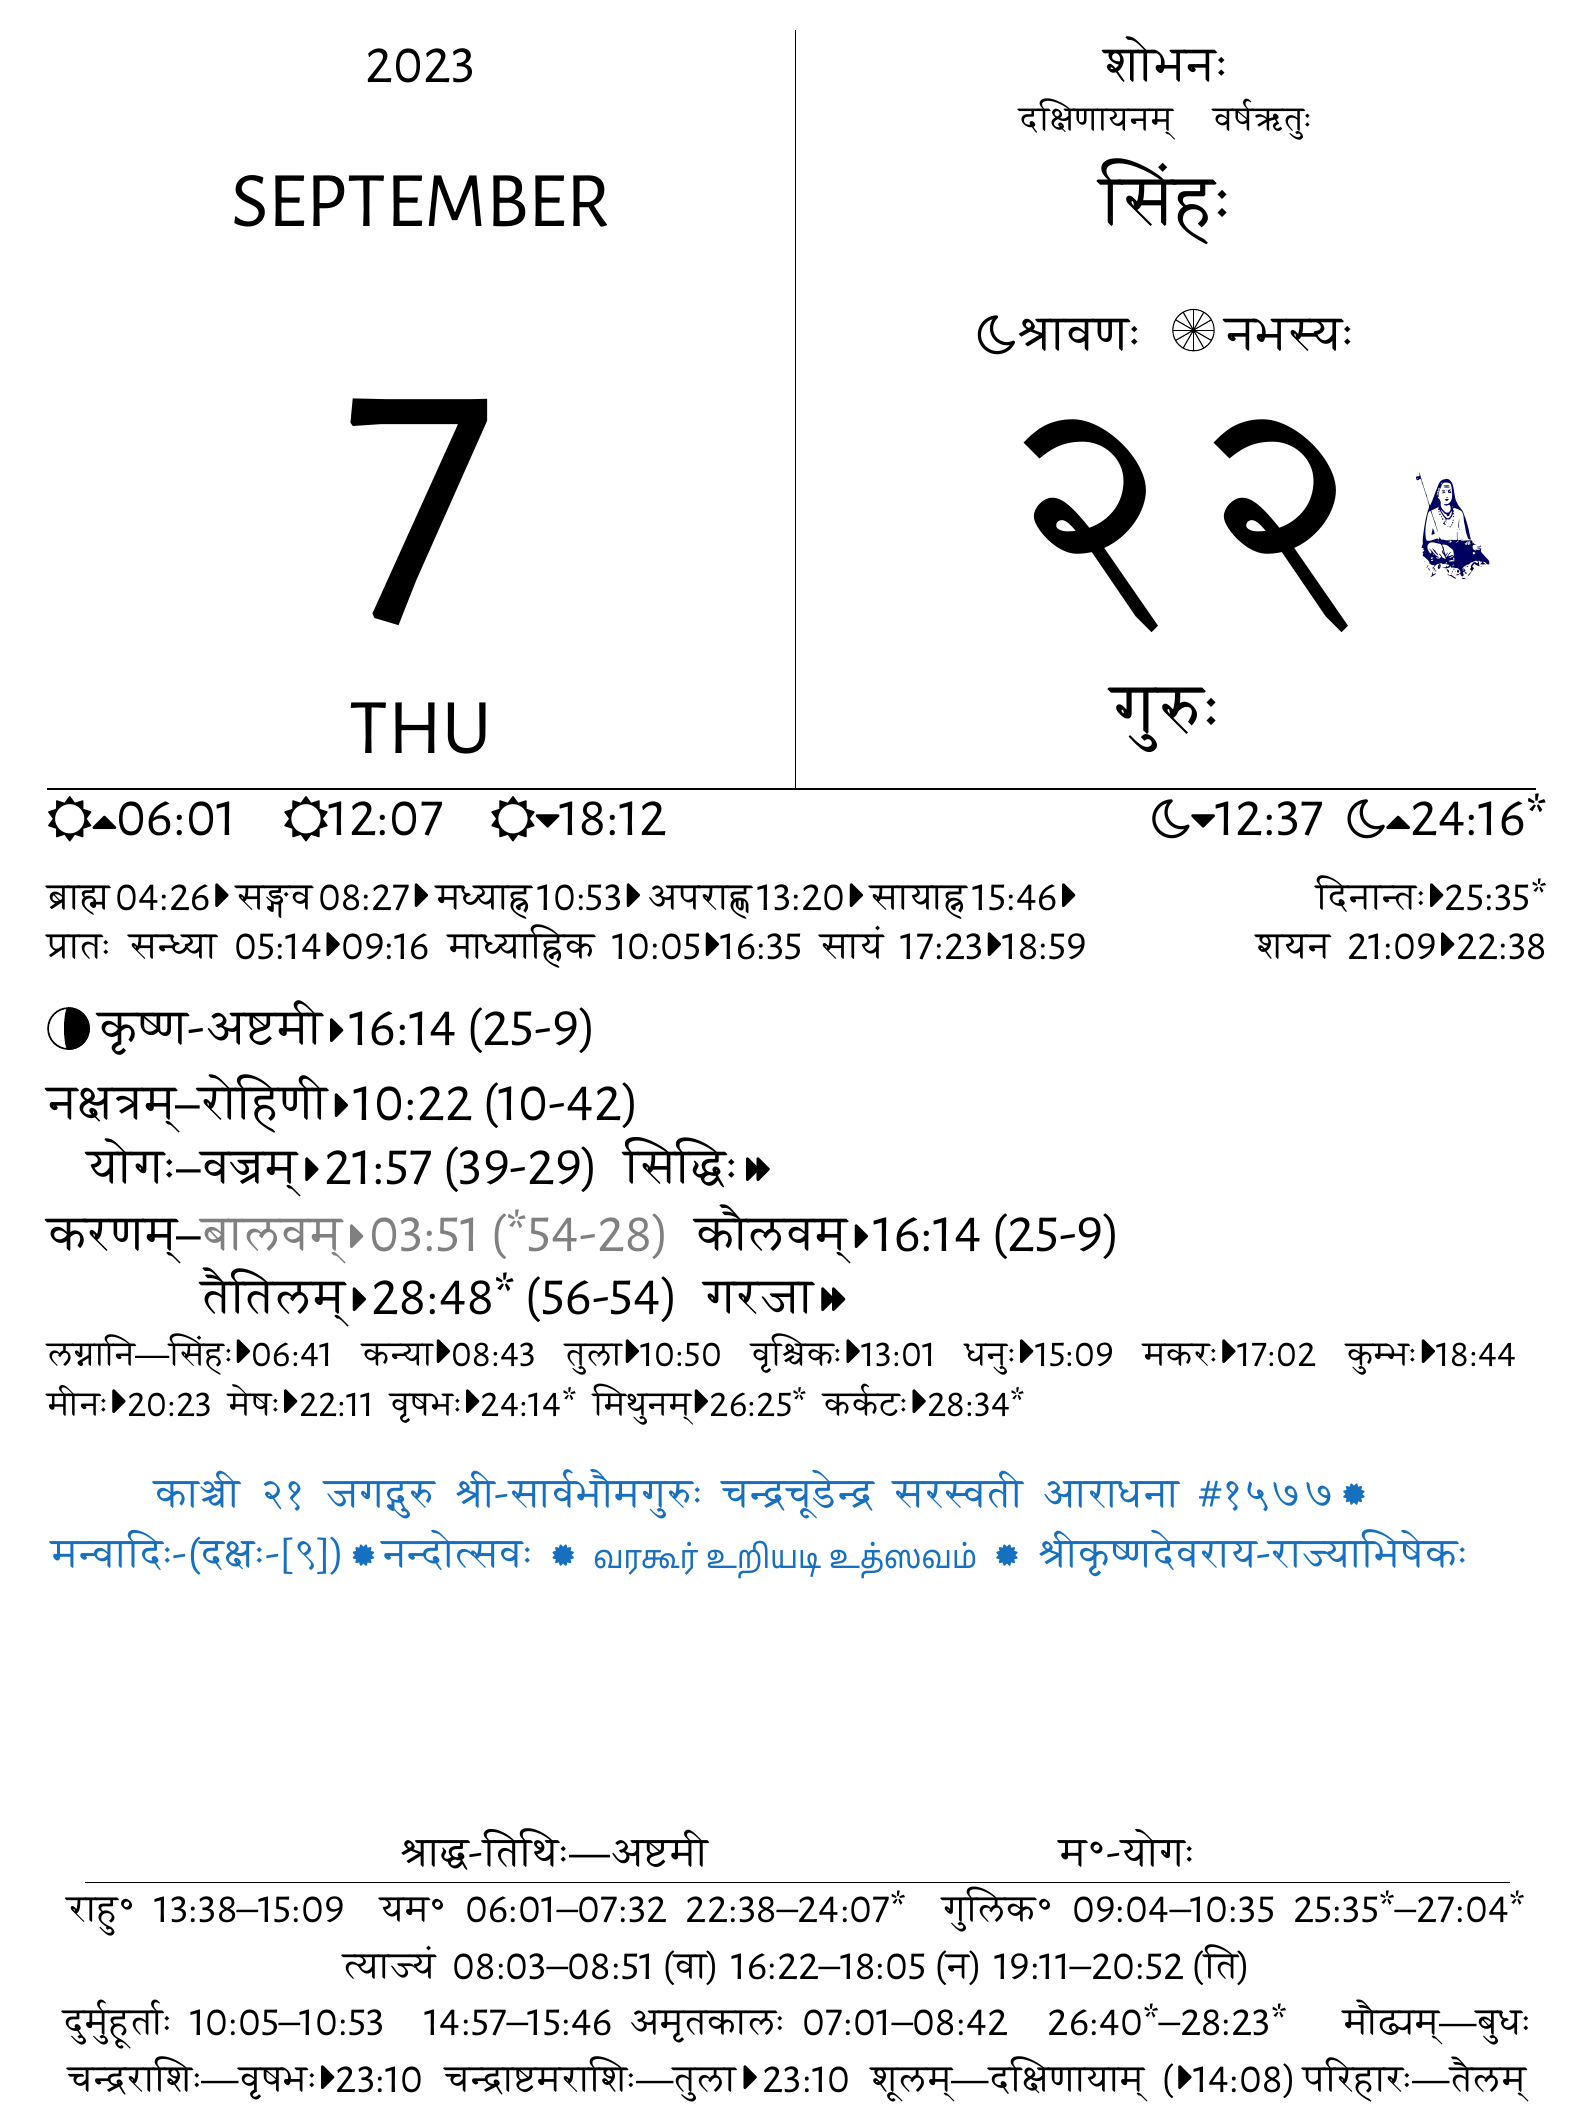 2023
SEPTEMBER
7
THU
शोभनः
दक्षिणायनम् वर्षऋतुः
सिंहः
श्रावणः नभस्यः
२२
गुरुः
06:01 12:07 18:12 12:37 24:16*
ब्राह्म 04:26 सङ्गव 08:27 मध्याह्न 10:53 अपराह्ण 13:20 सायाह्न 15:46 दिनान्तः 25:35*
प्रातः सन्ध्या 05:14 09:16 माध्याह्निक 10:05 16:35 सायं 17:23 18:59 शयन 21:09 22:38
कृष्ण-अष्टमी 16:14 (25-9)
नक्षत्रम्–रोहिणी 10:22 (10-42)
योगः–वज्रम् 21:57 (39-29) सिद्धिः
करणम्–बालवम् 03:51 (*54-28) कौलवम् 16:14 (25-9)
तैतिलम् 28:48* (56-54) गरजा
लग्नानि—सिंहः 06:41 कन्या 08:43 तुला 10:50 वृश्चिकः 13:01 धनुः 15:09 मकरः 17:02 कुम्भः 18:44
मीनः 20:23 मेषः 22:11 वृषभः 24:14* मिथुनम् 26:25* कर्कटः 28:34*
काञ्ची २१ जगद्गुरु श्री-सार्वभौमगुरुः चन्द्रचूडेन्द्र सरस्वती आराधना #१५७७
मन्वादिः-(दक्षः-[९]) नन्दोत्सवः வரகூர் உறியடி உத்ஸவம் श्रीकृष्णदेवराय-राज्याभिषेकः
श्राद्ध-तिथिः—अष्टमी म॰-योगः
राहु॰ 13:38–15:09 यम॰ 06:01–07:32 22:38–24:07* गुलिक॰ 09:04–10:35 25:35*–27:04*
त्याज्यं 08:03–08:51 (वा) 16:22–18:05 (न) 19:11–20:52 (ति)
दुर्मुहूर्ताः 10:05–10:53 14:57–15:46 अमृतकालः 07:01–08:42 26:40*–28:23* मौढ्यम्—बुधः
चन्द्रराशिः—वृषभः 23:10 चन्द्राष्टमराशिः—तुला 23:10 शूलम्—दक्षिणायाम् (14:08) परिहारः—तैलम्